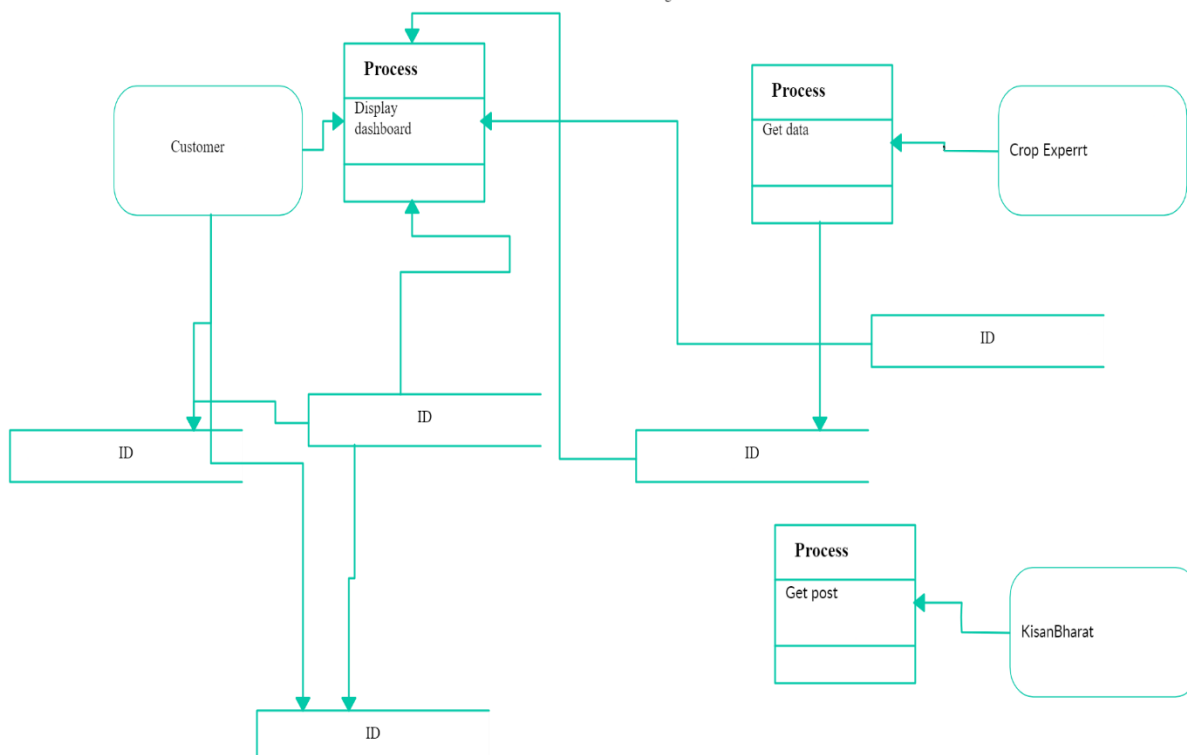 Process
Display
dashboard
Customer
Process
Get data
Crop Experrt
ID
ID
ID
ID
Process
Get post
KisanBharat
ID